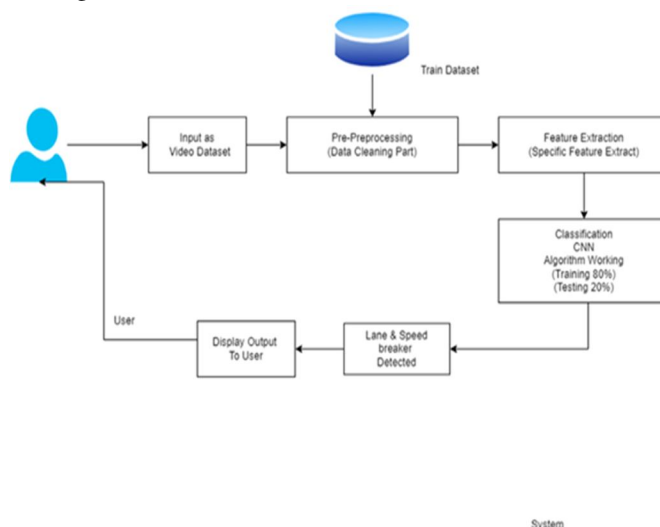 Train Dataset
Input as
Video Dataset
Pre-Preprocessing
(Data Cleaning Part)
Feature Extraction
(Specific Feature Extract)
Classification
CNN
Algorithm Working
(Training 80%)
(Testing 20%)
User
Display Output
To User
Lane & Speed
breaker
Detected
System